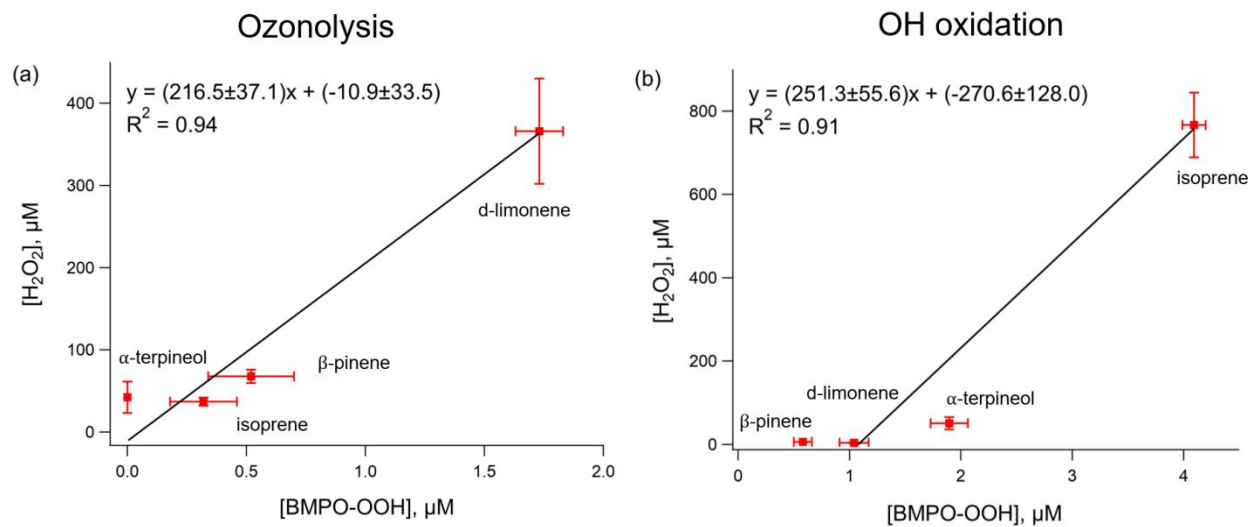 Ozonolysis
OH oxidation
(a)
y = (216.5±37.1)x + (-10.9±33.5)
R² = 0.94
400
300
200
100
0
[H₂O₂], µM
d-limonene
α-terpineol
β-pinene
isoprene
0.0 0.5 1.0 1.5 2.0
[BMPO-OOH], µM
(b)
y = (251.3±55.6)x + (-270.6±128.0)
R² = 0.91
800
600
400
200
0
[H₂O₂], µM
isoprene
d-limonene
α-terpineol
β-pinene
0 1 2 3 4
[BMPO-OOH], µM